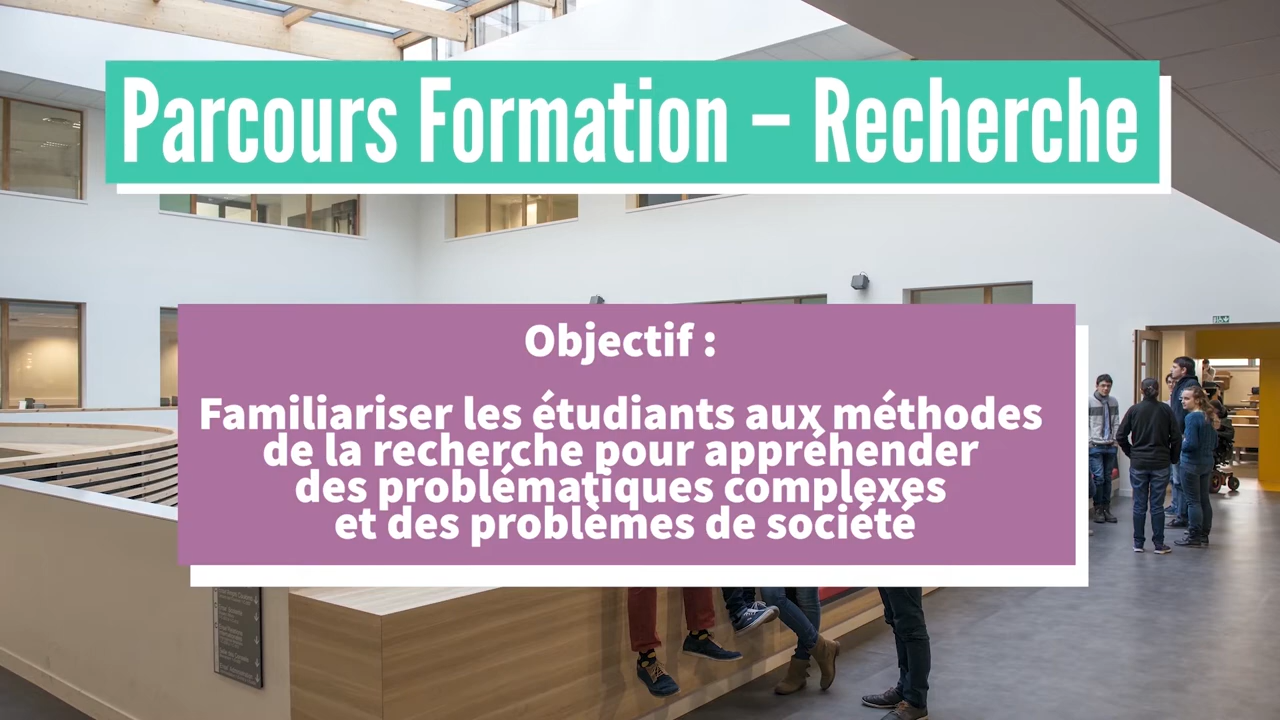 Parcours Formation – Recherche
Objectif :
Familiariser les étudiants aux méthodes
de la recherche pour appréhender
des problématiques complexes
et des problèmes de société